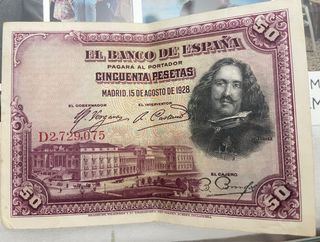 50
50
EL BANCO DE ESPAÑA
PAGARÁ AL PORTADOR
CINCUENTA PESETAS
MADRID, 15 DE AGOSTO DE 1928
EL GOBERNADOR
EL INTERVENTOR
D2,729,075
EL CAJERO
50
50